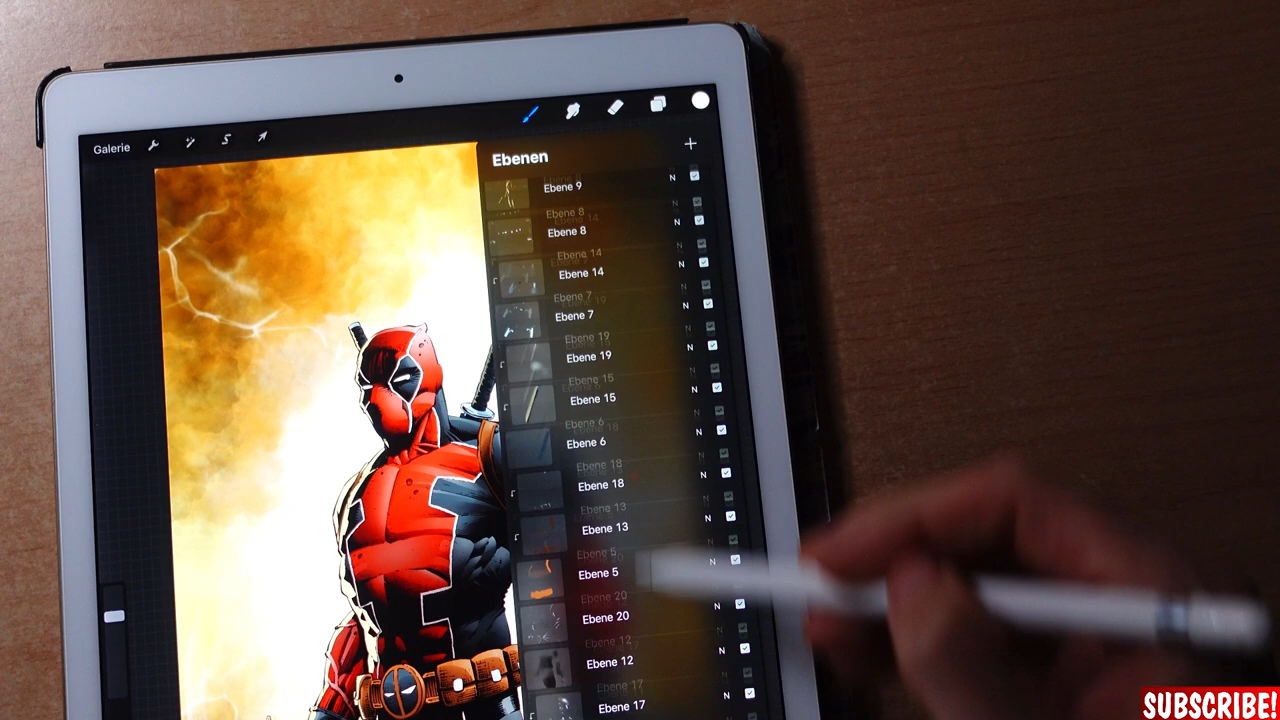 Galerie
Ebenen
Ebene 9 N
Ebene 8 N
Ebene 14 N
Ebene 7 N
Ebene 19 N
Ebene 15 N
Ebene 6 N
Ebene 18 N
Ebene 13 N
Ebene 5 N
Ebene 20 N
Ebene 12 N
Ebene 17 N
SUBSCRIBE!